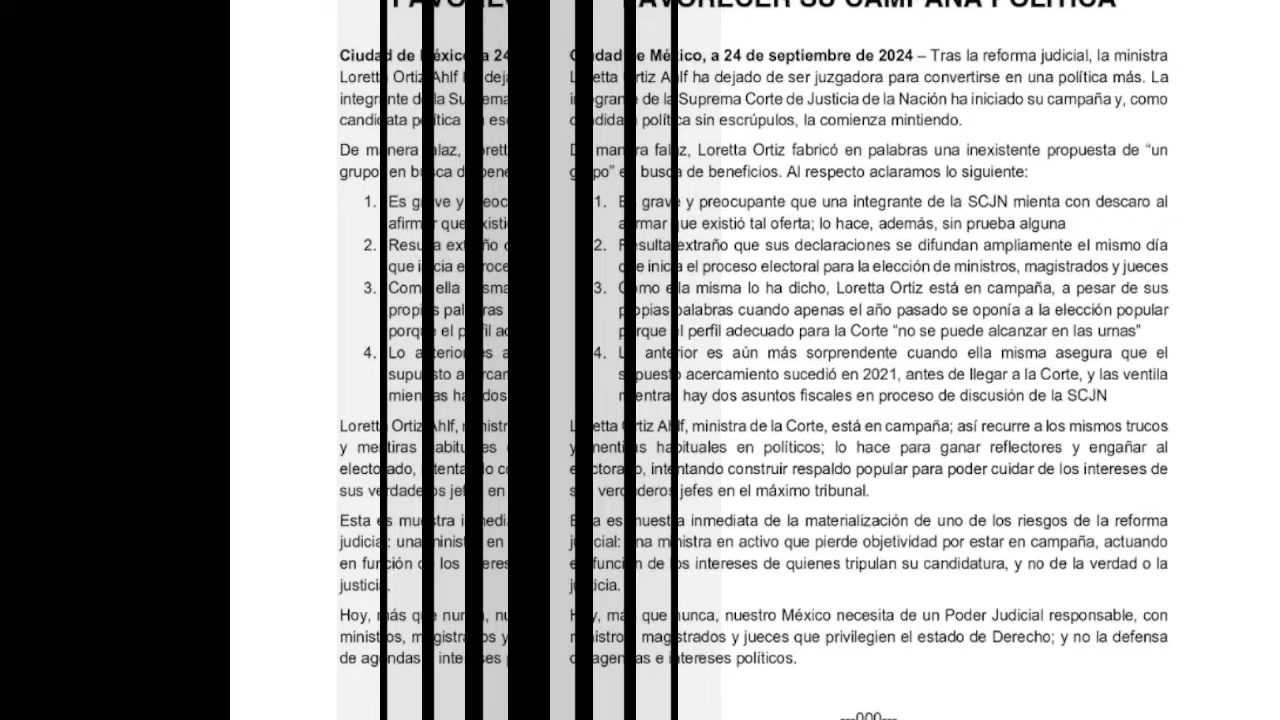 FAVORECER SU CAMPAÑA POLÍTICA
Ciudad de México, a 24 de septiembre de 2024 – Tras la reforma judicial, la ministra
Loretta Ortiz Ahlf ha dejado de ser juzgadora para convertirse en una política más. La
integrante de la Suprema Corte de Justicia de la Nación ha iniciado su campaña y, como
candidata política sin escrúpulos, la comienza mintiendo.
De manera falaz, Loretta Ortiz fabricó en palabras una inexistente propuesta de “un
grupo” en busca de beneficios. Al respecto aclaramos lo siguiente:
1. Es grave y preocupante que una integrante de la SCJN mienta con descaro al
afirmar que existió tal oferta; lo hace, además, sin prueba alguna
2. Resulta extraño que sus declaraciones se difundan ampliamente el mismo día
que inicia el proceso electoral para la elección de ministros, magistrados y jueces
3. Como ella misma lo ha dicho, Loretta Ortiz está en campaña, a pesar de sus
propias palabras cuando apenas el año pasado se oponía a la elección popular
porque el perfil adecuado para la Corte “no se puede alcanzar en las urnas”
4. Lo anterior es aún más sorprendente cuando ella misma asegura que el
supuesto acercamiento sucedió en 2021, antes de llegar a la Corte, y las ventila
mientras hay dos asuntos fiscales en proceso de discusión de la SCJN
Loretta Ortiz Ahlf, ministra de la Corte, está en campaña; así recurre a los mismos trucos
y mentiras habituales en políticos; lo hace para ganar reflectores y engañar al
electorado, intentando construir respaldo popular para poder cuidar de los intereses de
sus verdaderos jefes en el máximo tribunal.
Esta es muestra inmediata de la materialización de uno de los riesgos de la reforma
judicial: una ministra en activo que pierde objetividad por estar en campaña, actuando
en función de los intereses de quienes tripulan su candidatura, y no de la verdad o la
justicia.
Hoy, más que nunca, nuestro México necesita de un Poder Judicial responsable, con
ministros, magistrados y jueces que privilegien el estado de Derecho; y no la defensa
de agendas e intereses políticos.
---000---